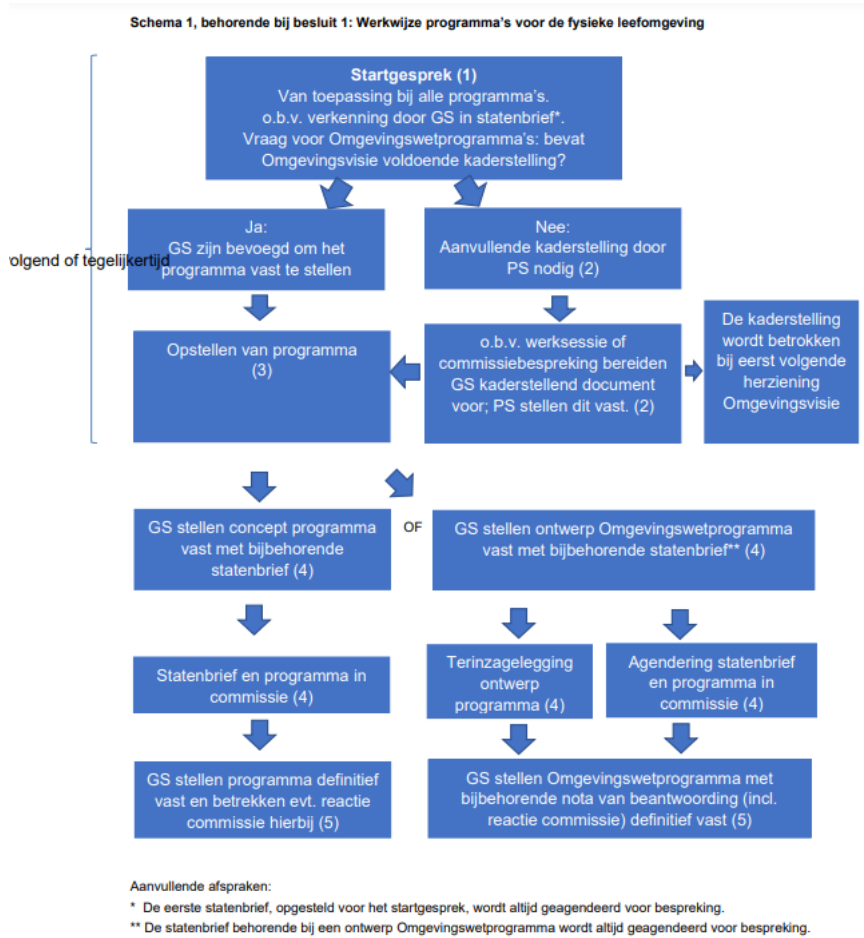 Schema 1, behorende bij besluit 1: Werkwijze programma's voor de fysieke leefomgeving
Startgesprek (1)
Van toepassing bij alle programma's.
o.b.v. verkenning door GS in statenbrief*.
Vraag voor Omgevingswetprogramma's: bevat
Omgevingsvisie voldoende kaderstelling?
Ja:
GS zijn bevoegd om het
programma vast te stellen
Nee:
Aanvullende kaderstelling door
PS nodig (2)
olgend of tegelijkertijd
Opstellen van programma
(3)
o.b.v. werksessie of
commissiebespreking bereiden
GS kaderstellend document
voor; PS stellen dit vast. (2)
De kaderstelling
wordt betrokken
bij eerst volgende
herziening
Omgevingsvisie
GS stellen concept programma
vast met bijbehorende
statenbrief (4)
OF
GS stellen ontwerp Omgevingswetprogramma
vast met bijbehorende statenbrief** (4)
Statenbrief en programma in
commissie (4)
Terinzagelegging
ontwerp
programma (4)
Agendering statenbrief
en programma in
commissie (4)
GS stellen programma definitief
vast en betrekken evt. reactie
commissie hierbij (5)
GS stellen Omgevingswetprogramma met
bijbehorende nota van beantwoording (incl.
reactie commissie) definitief vast (5)
Aanvullende afspraken:
* De eerste statenbrief, opgesteld voor het startgesprek, wordt altijd geagendeerd voor bespreking.
** De statenbrief behorende bij een ontwerp Omgevingswetprogramma wordt altijd geagendeerd voor bespreking.